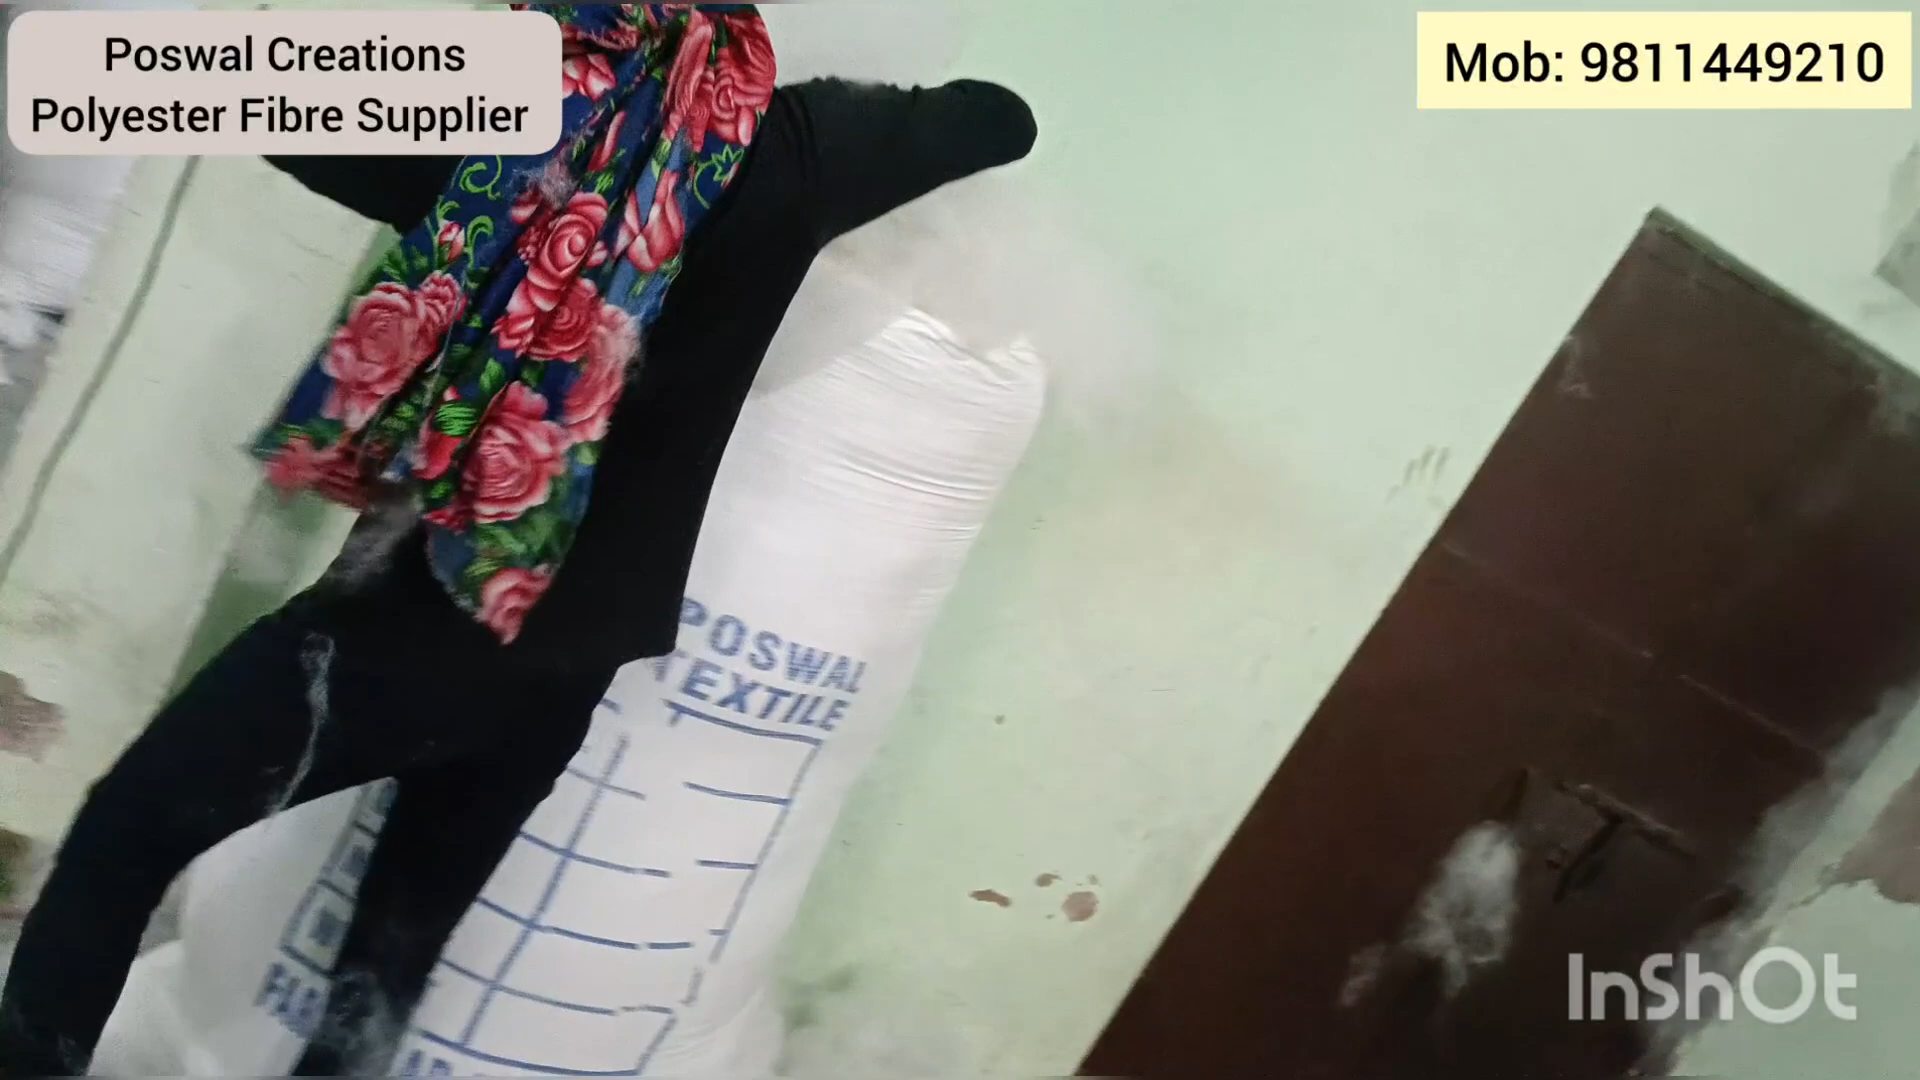 Poswal Creations
Polyester Fibre Supplier
Mob: 9811449210
POSWAL
TEXTILE
InShOt